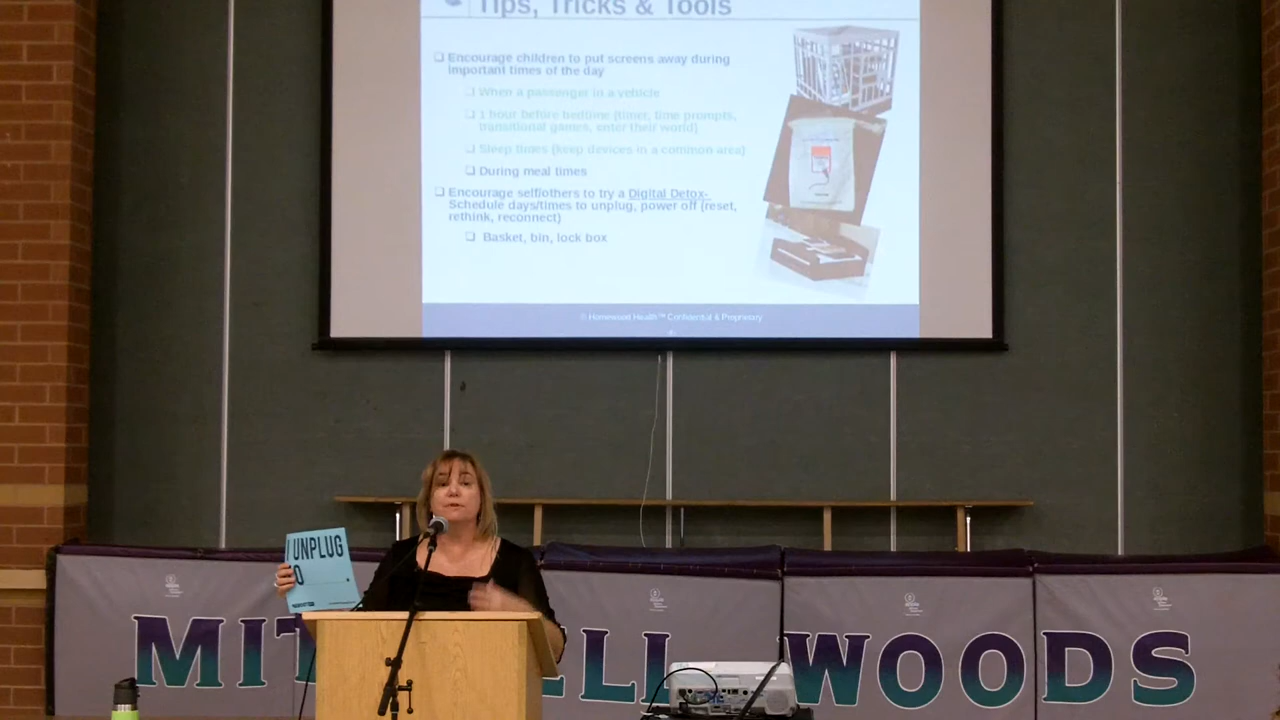 Tips, Tricks & Tools
❑ Encourage children to put screens away during
important times of the day
❑ When a passenger in a vehicle
❑ 1 hour before bedtime (timer, time prompts,
transitional games, enter their world)
❑ Sleep times (keep devices in a common area)
❑ During meal times
❑ Encourage self/others to try a Digital Detox-
Schedule days/times to unplug, power off (reset,
rethink, reconnect)
❑ Basket, bin, lock box
© Homewood Health™ Confidential & Proprietary
I UNPLUG
MIT
ELL WOODS